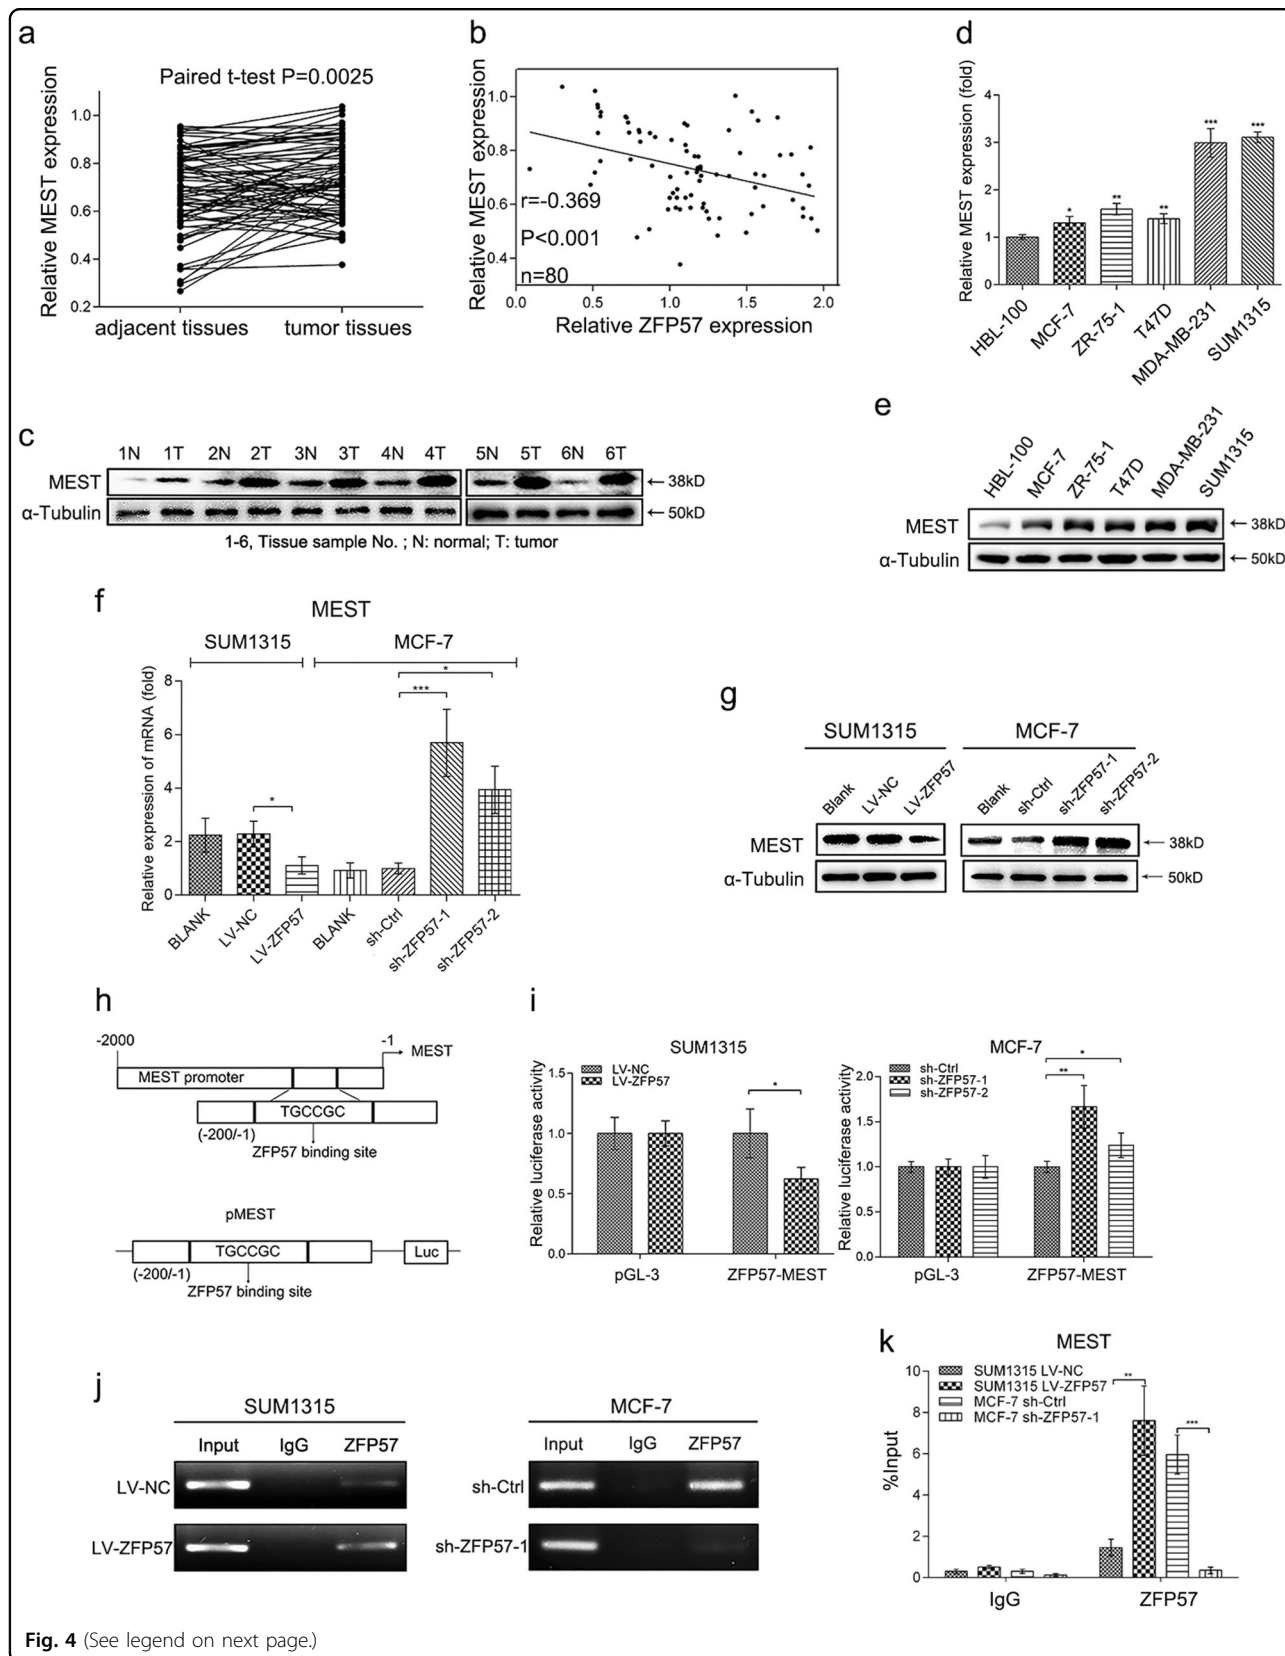 a
Paired t-test P=0.0025
Relative MEST expression
1.0
0.8
0.6
0.4
0.2
adjacent tissues
tumor tissues
b
Relative MEST expression
1.0
0.8
0.6
0.4
r=-0.369
P<0.001
n=80
0.0 0.5 1.0 1.5 2.0
Relative ZFP57 expression
d
Relative MEST expression (fold)
4
3
2
1
0
* ** ** *** ***
HBL-100
MCF-7
ZR-75-1
T47D
MDA-MB-231
SUM1315
c
1N 1T 2N 2T 3N 3T 4N 4T 5N 5T 6N 6T
MEST ←38kD
α-Tubulin ←50kD
1-6, Tissue sample No. ; N: normal; T: tumor
e
HBL-100
MCF-7
ZR-75-1
T47D
MDA-MB-231
SUM1315
MEST ←38kD
α-Tubulin ←50kD
f
MEST
SUM1315 MCF-7
Relative expression of mRNA (fold)
8
6
4
2
0
*
***
*
BLANK
LV-NC
LV-ZFP57
BLANK
sh-Ctrl
sh-ZFP57-1
sh-ZFP57-2
g
SUM1315 MCF-7
Blank
LV-NC
LV-ZFP57
Blank
sh-Ctrl
sh-ZFP57-1
sh-ZFP57-2
MEST ←38kD
α-Tubulin ←50kD
h
-2000 -1
MEST
MEST promoter
TGCCGC
(-200/-1)
ZFP57 binding site
pMEST
TGCCGC
Luc
(-200/-1)
ZFP57 binding site
i
SUM1315
LV-NC
LV-ZFP57
Relative luciferase activity
1.5
1.0
0.5
0.0
*
pGL-3 ZFP57-MEST
MCF-7
sh-Ctrl
sh-ZFP57-1
sh-ZFP57-2
Relative luciferase activity
2.0
1.5
1.0
0.5
0.0
*
**
pGL-3 ZFP57-MEST
j
SUM1315
Input IgG ZFP57
LV-NC
LV-ZFP57
MCF-7
Input IgG ZFP57
sh-Ctrl
sh-ZFP57-1
k
MEST
SUM1315 LV-NC
SUM1315 LV-ZFP57
MCF-7 sh-Ctrl
MCF-7 sh-ZFP57-1
%Input
10
8
6
4
2
0
**
***
IgG ZFP57
Fig. 4 (See legend on next page.)